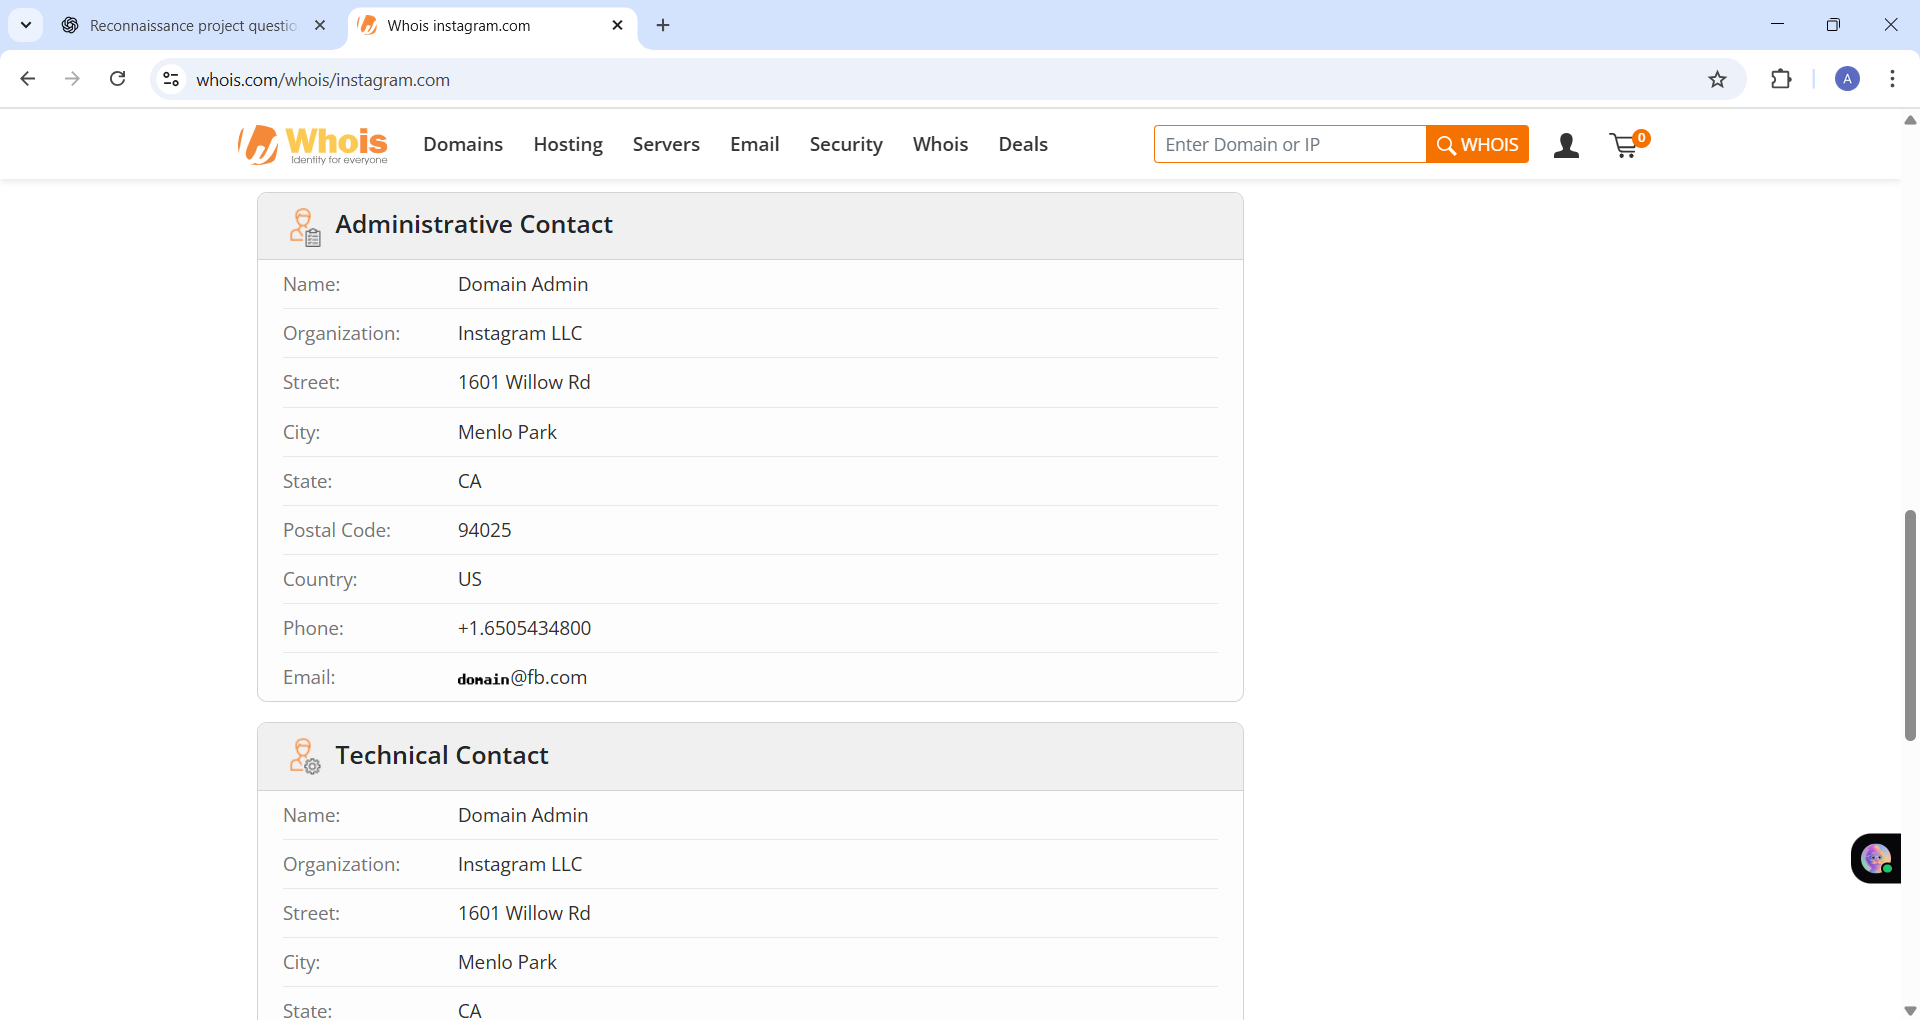 Reconnaissance project questio
Whois instagram.com
whois.com/whois/instagram.com
A
Whois
Identity for everyone
Domains
Hosting
Servers
Email
Security
Whois
Deals
Enter Domain or IP
WHOIS
0
Administrative Contact
Name: Domain Admin
Organization: Instagram LLC
Street: 1601 Willow Rd
City: Menlo Park
State: CA
Postal Code: 94025
Country: US
Phone: +1.6505434800
Email: domain@fb.com
Technical Contact
Name: Domain Admin
Organization: Instagram LLC
Street: 1601 Willow Rd
City: Menlo Park
State: CA